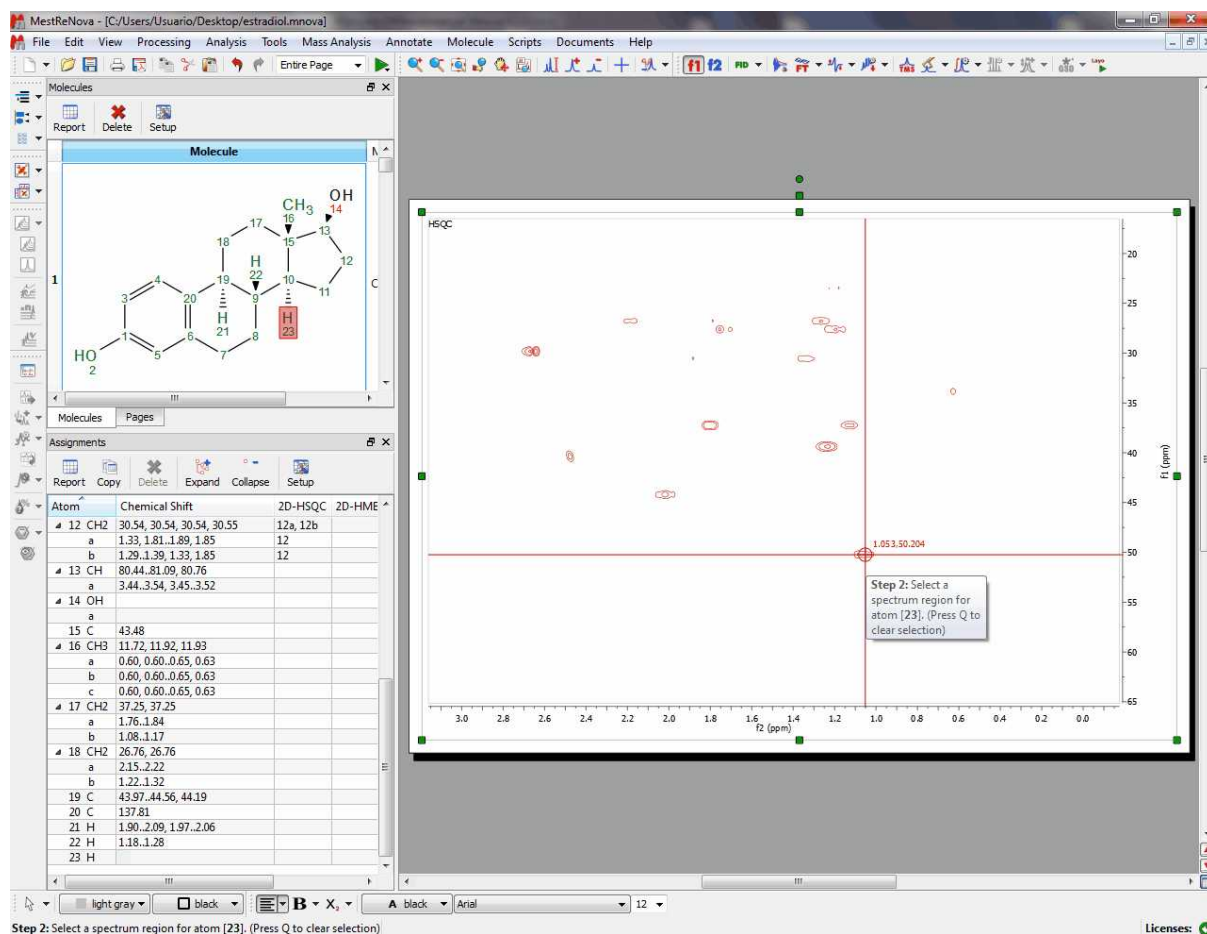 MestReNova - [C:/Users/Usuario/Desktop/estradiol.mnova]
File Edit View Processing Analysis Tools Mass Analysis Annotate Molecule Scripts Documents Help
Entire Page
f1 f2 FID FT
TMS
Molecules
Report Delete Setup
Molecule
1
OH
14
CH3
16
17
13
18
15
12
H
22
4
19
10
3
20
9
11
H
21
H
23
1
6
8
5
7
HO
2
Molecules Pages
Assignments
Report Copy Delete Expand Collapse Setup
Atom Chemical Shift 2D-HSQC 2D-HME
12 CH2 30.54, 30.54, 30.54, 30.55 12a, 12b
a 1.33, 1.81..1.89, 1.85 12
b 1.29..1.39, 1.33, 1.85 12
13 CH 80.44..81.09, 80.76
a 3.44..3.54, 3.45..3.52
14 OH
a
15 C 43.48
16 CH3 11.72, 11.92, 11.93
a 0.60, 0.60..0.65, 0.63
b 0.60, 0.60..0.65, 0.63
c 0.60, 0.60..0.65, 0.63
17 CH2 37.25, 37.25
a 1.76..1.84
b 1.08..1.17
18 CH2 26.76, 26.76
a 2.15..2.22
b 1.22..1.32
19 C 43.97..44.56, 44.19
20 C 137.81
21 H 1.90..2.09, 1.97..2.06
22 H 1.18..1.28
23 H
HSQC
20
25
30
35
40
45
50
55
60
65
f1 (ppm)
1.053,50.204
Step 2: Select a
spectrum region for
atom [23]. (Press Q to
clear selection)
3.0 2.8 2.6 2.4 2.2 2.0 1.8 1.6 1.4 1.2 1.0 0.8 0.6 0.4 0.2 0.0
f2 (ppm)
light gray black B X2 A black Arial 12
Step 2: Select a spectrum region for atom [23]. (Press Q to clear selection) Licenses: